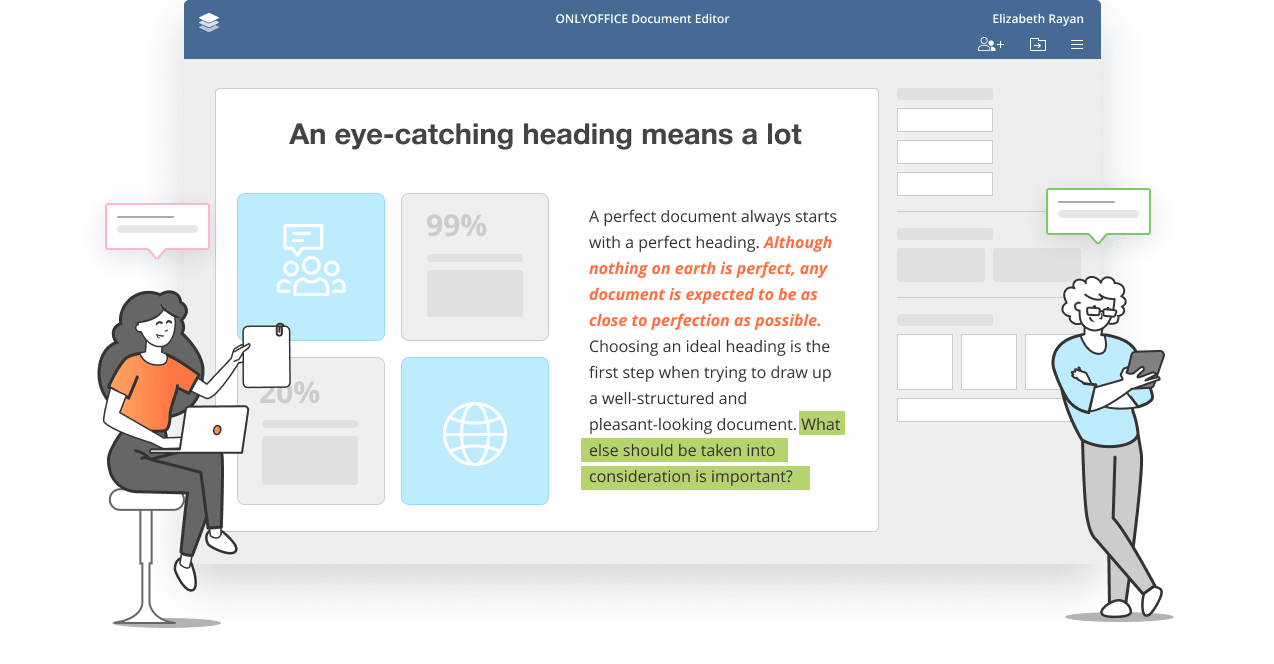 ONLYOFFICE Document Editor
Elizabeth Rayan
An eye-catching heading means a lot
99%
20%
A perfect document always starts
with a perfect heading. Although
nothing on earth is perfect, any
document is expected to be as
close to perfection as possible.
Choosing an ideal heading is the
first step when trying to draw up
a well-structured and
pleasant-looking document. What
else should be taken into
consideration is important?